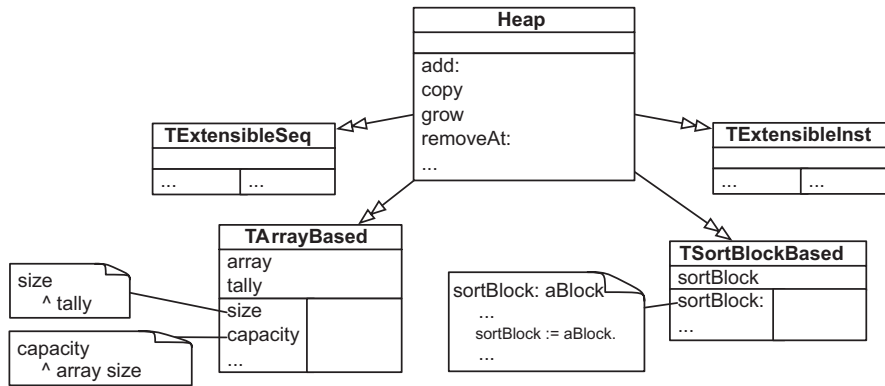 Heap
add:
copy
grow
removeAt:
...
TExtensibleSeq
... ...
TExtensibleInst
... ...
TArrayBased
array
tally
size
capacity
...
TSortBlockBased
sortBlock
sortBlock:
...
size
^ tally
capacity
^ array size
sortBlock: aBlock
...
sortBlock := aBlock.
...